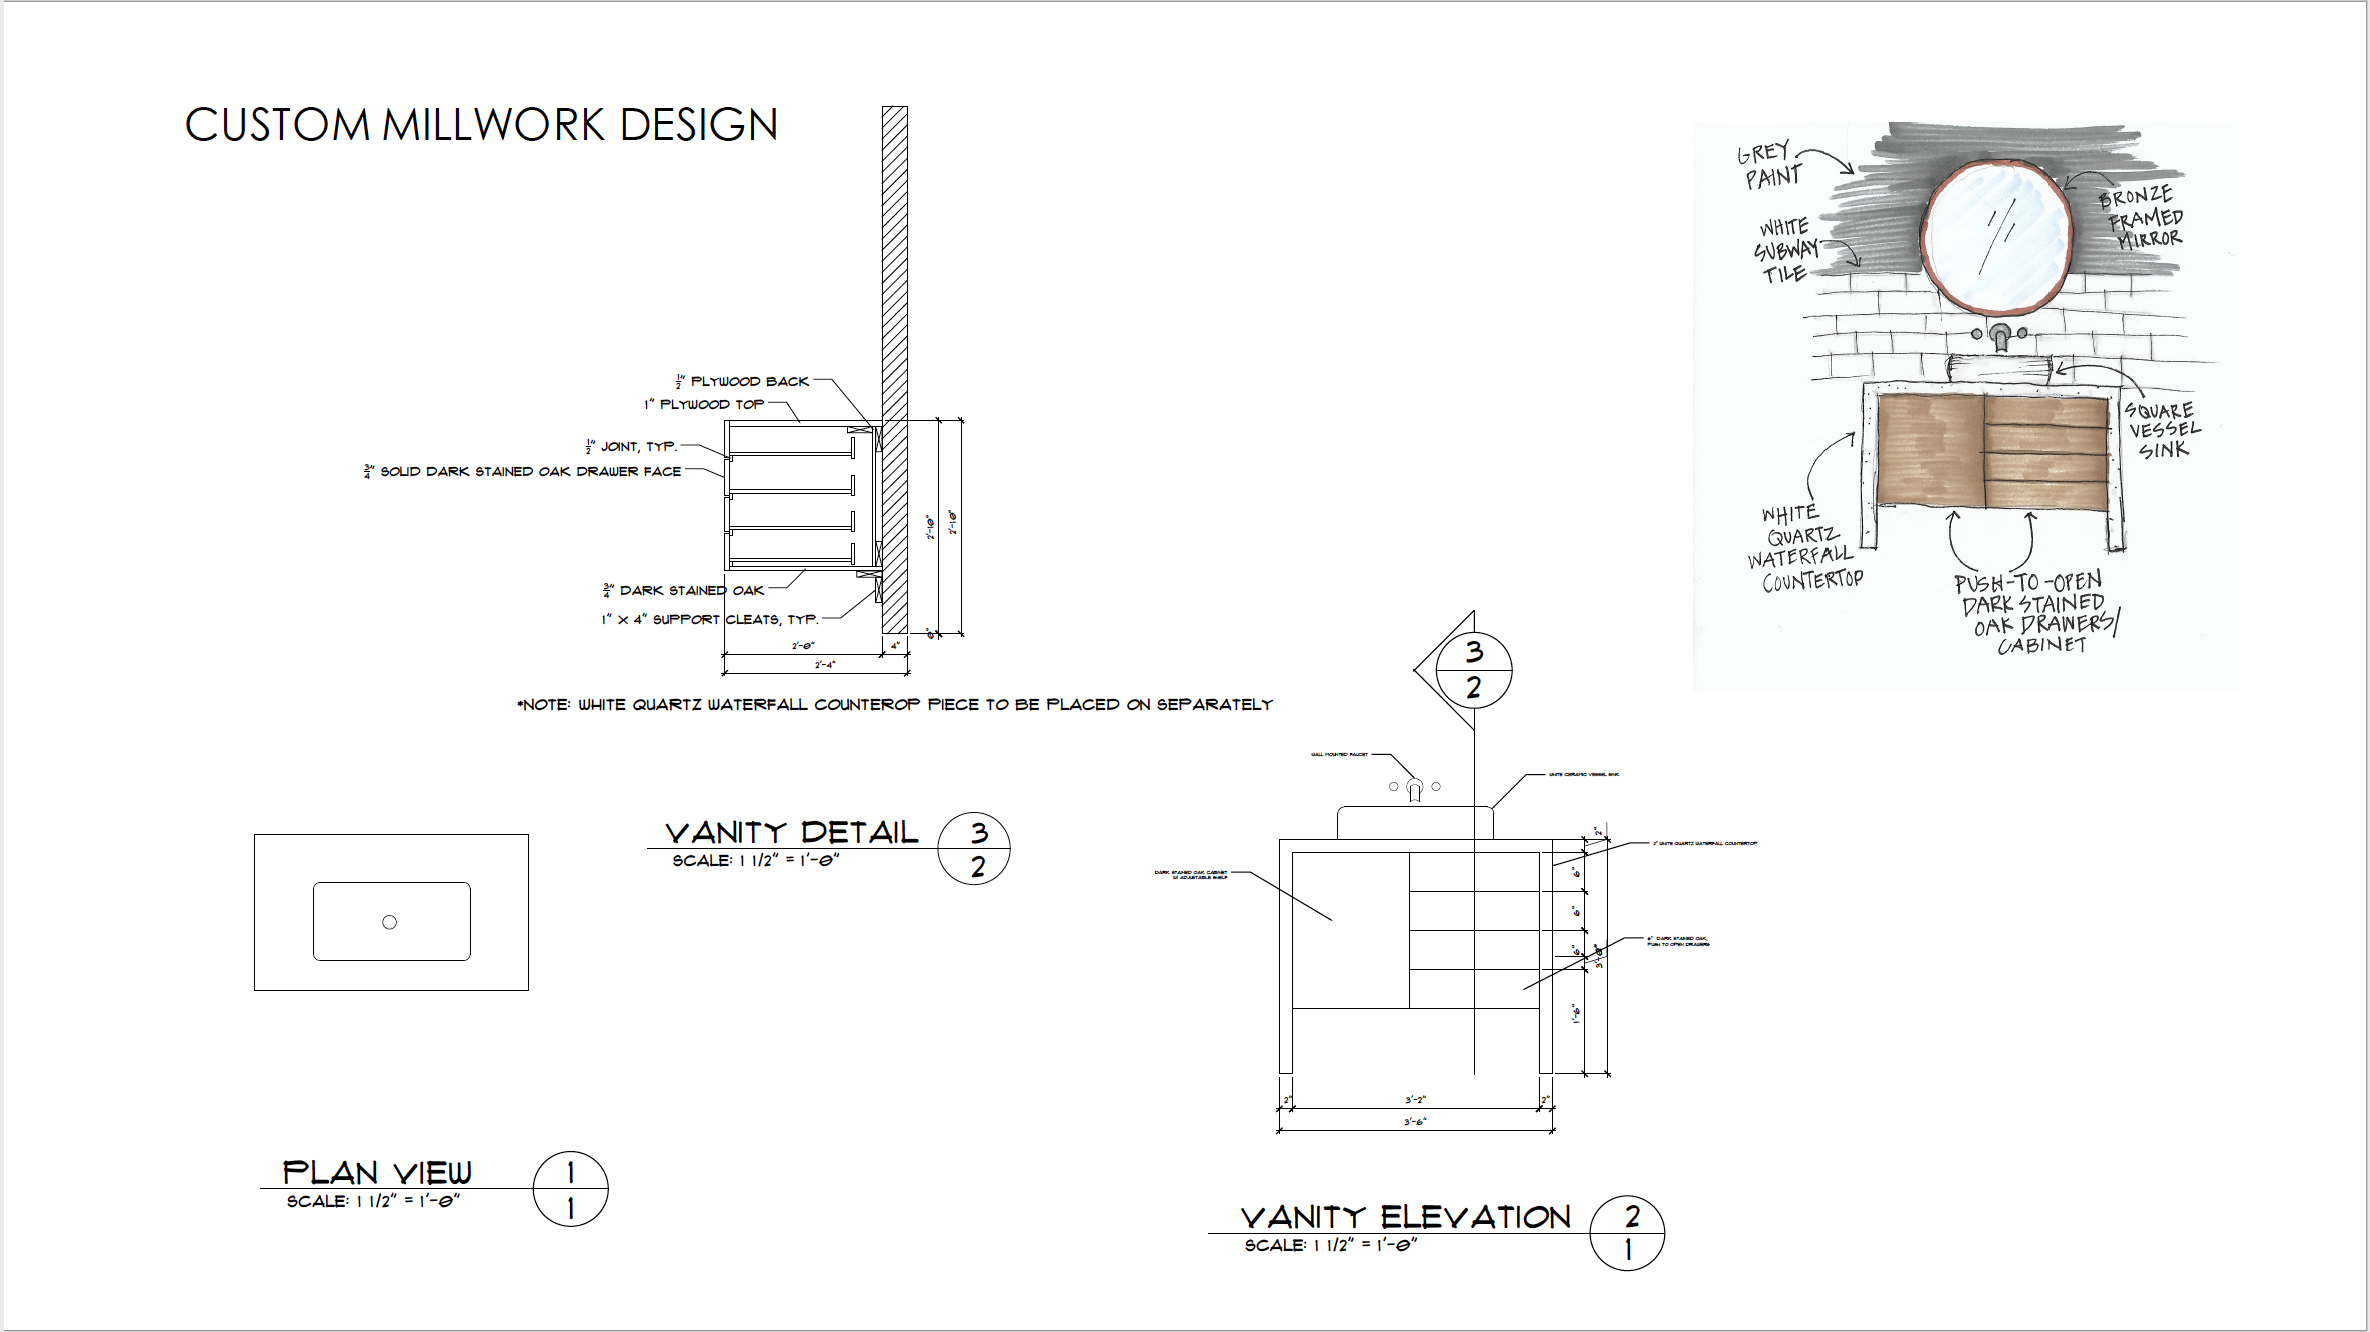 CUSTOM MILLWORK DESIGN
1/2" PLYWOOD BACK
1" PLYWOOD TOP
1/2" JOINT, TYP.
3/4" SOLID DARK STAINED OAK DRAWER FACE
3/4" DARK STAINED OAK
1" X 4" SUPPORT CLEATS, TYP.
2'-10"
2'-10"
0"
2'-0"
4"
2'-4"
*NOTE: WHITE QUARTZ WATERFALL COUNTEROP PIECE TO BE PLACED ON SEPARATELY
VANITY DETAIL
SCALE: 1 1/2" = 1'-0"
3
2
GREY
PAINT
WHITE
SUBWAY
TILE
BRONZE
FRAMED
MIRROR
SQUARE
VESSEL
SINK
WHITE
QUARTZ
WATERFALL
COUNTERTOP
PUSH-TO-OPEN
DARK STAINED
OAK DRAWERS/
CABINET
PLAN VIEW
SCALE: 1 1/2" = 1'-0"
1
1
3
2
WALL MOUNTED FAUCET
WHITE CERAMIC VESSEL SINK
2" WHITE QUARTZ WATERFALL COUNTERTOP
DARK STAINED OAK CABINET
W/ ADJUSTABLE SHELF
6" DARK STAINED OAK,
PUSH TO OPEN DRAWERS
2"
6"
6"
6"
3'-0"
1'-6"
2"
3'-2"
2"
3'-6"
VANITY ELEVATION
SCALE: 1 1/2" = 1'-0"
2
1